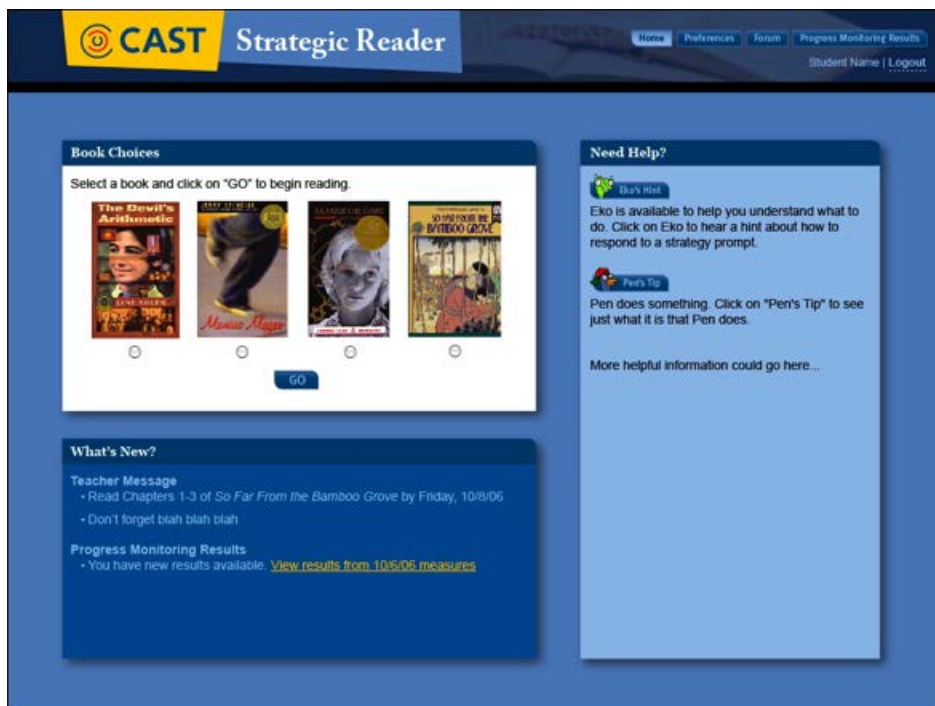 CAST Strategic Reader
Home Preferences Forum Progress Monitoring Results
Student Name | Logout
Book Choices
Select a book and click on "GO" to begin reading.
The Devil's
Arithmetic
JANE YOLEN
JERRY SPINELLI
Maniac Magee
SO FAR FROM THE
BAMBOO GROVE
GO
What's New?
Teacher Message
• Read Chapters 1-3 of So Far From the Bamboo Grove by Friday, 10/8/06
• Don't forget blah blah blah
Progress Monitoring Results
• You have new results available. View results from 10/6/06 measures
Need Help?
Eko's Hint
Eko is available to help you understand what to
do. Click on Eko to hear a hint about how to
respond to a strategy prompt.
Pen's Tip
Pen does something. Click on "Pen's Tip" to see
just what it is that Pen does.
More helpful information could go here...